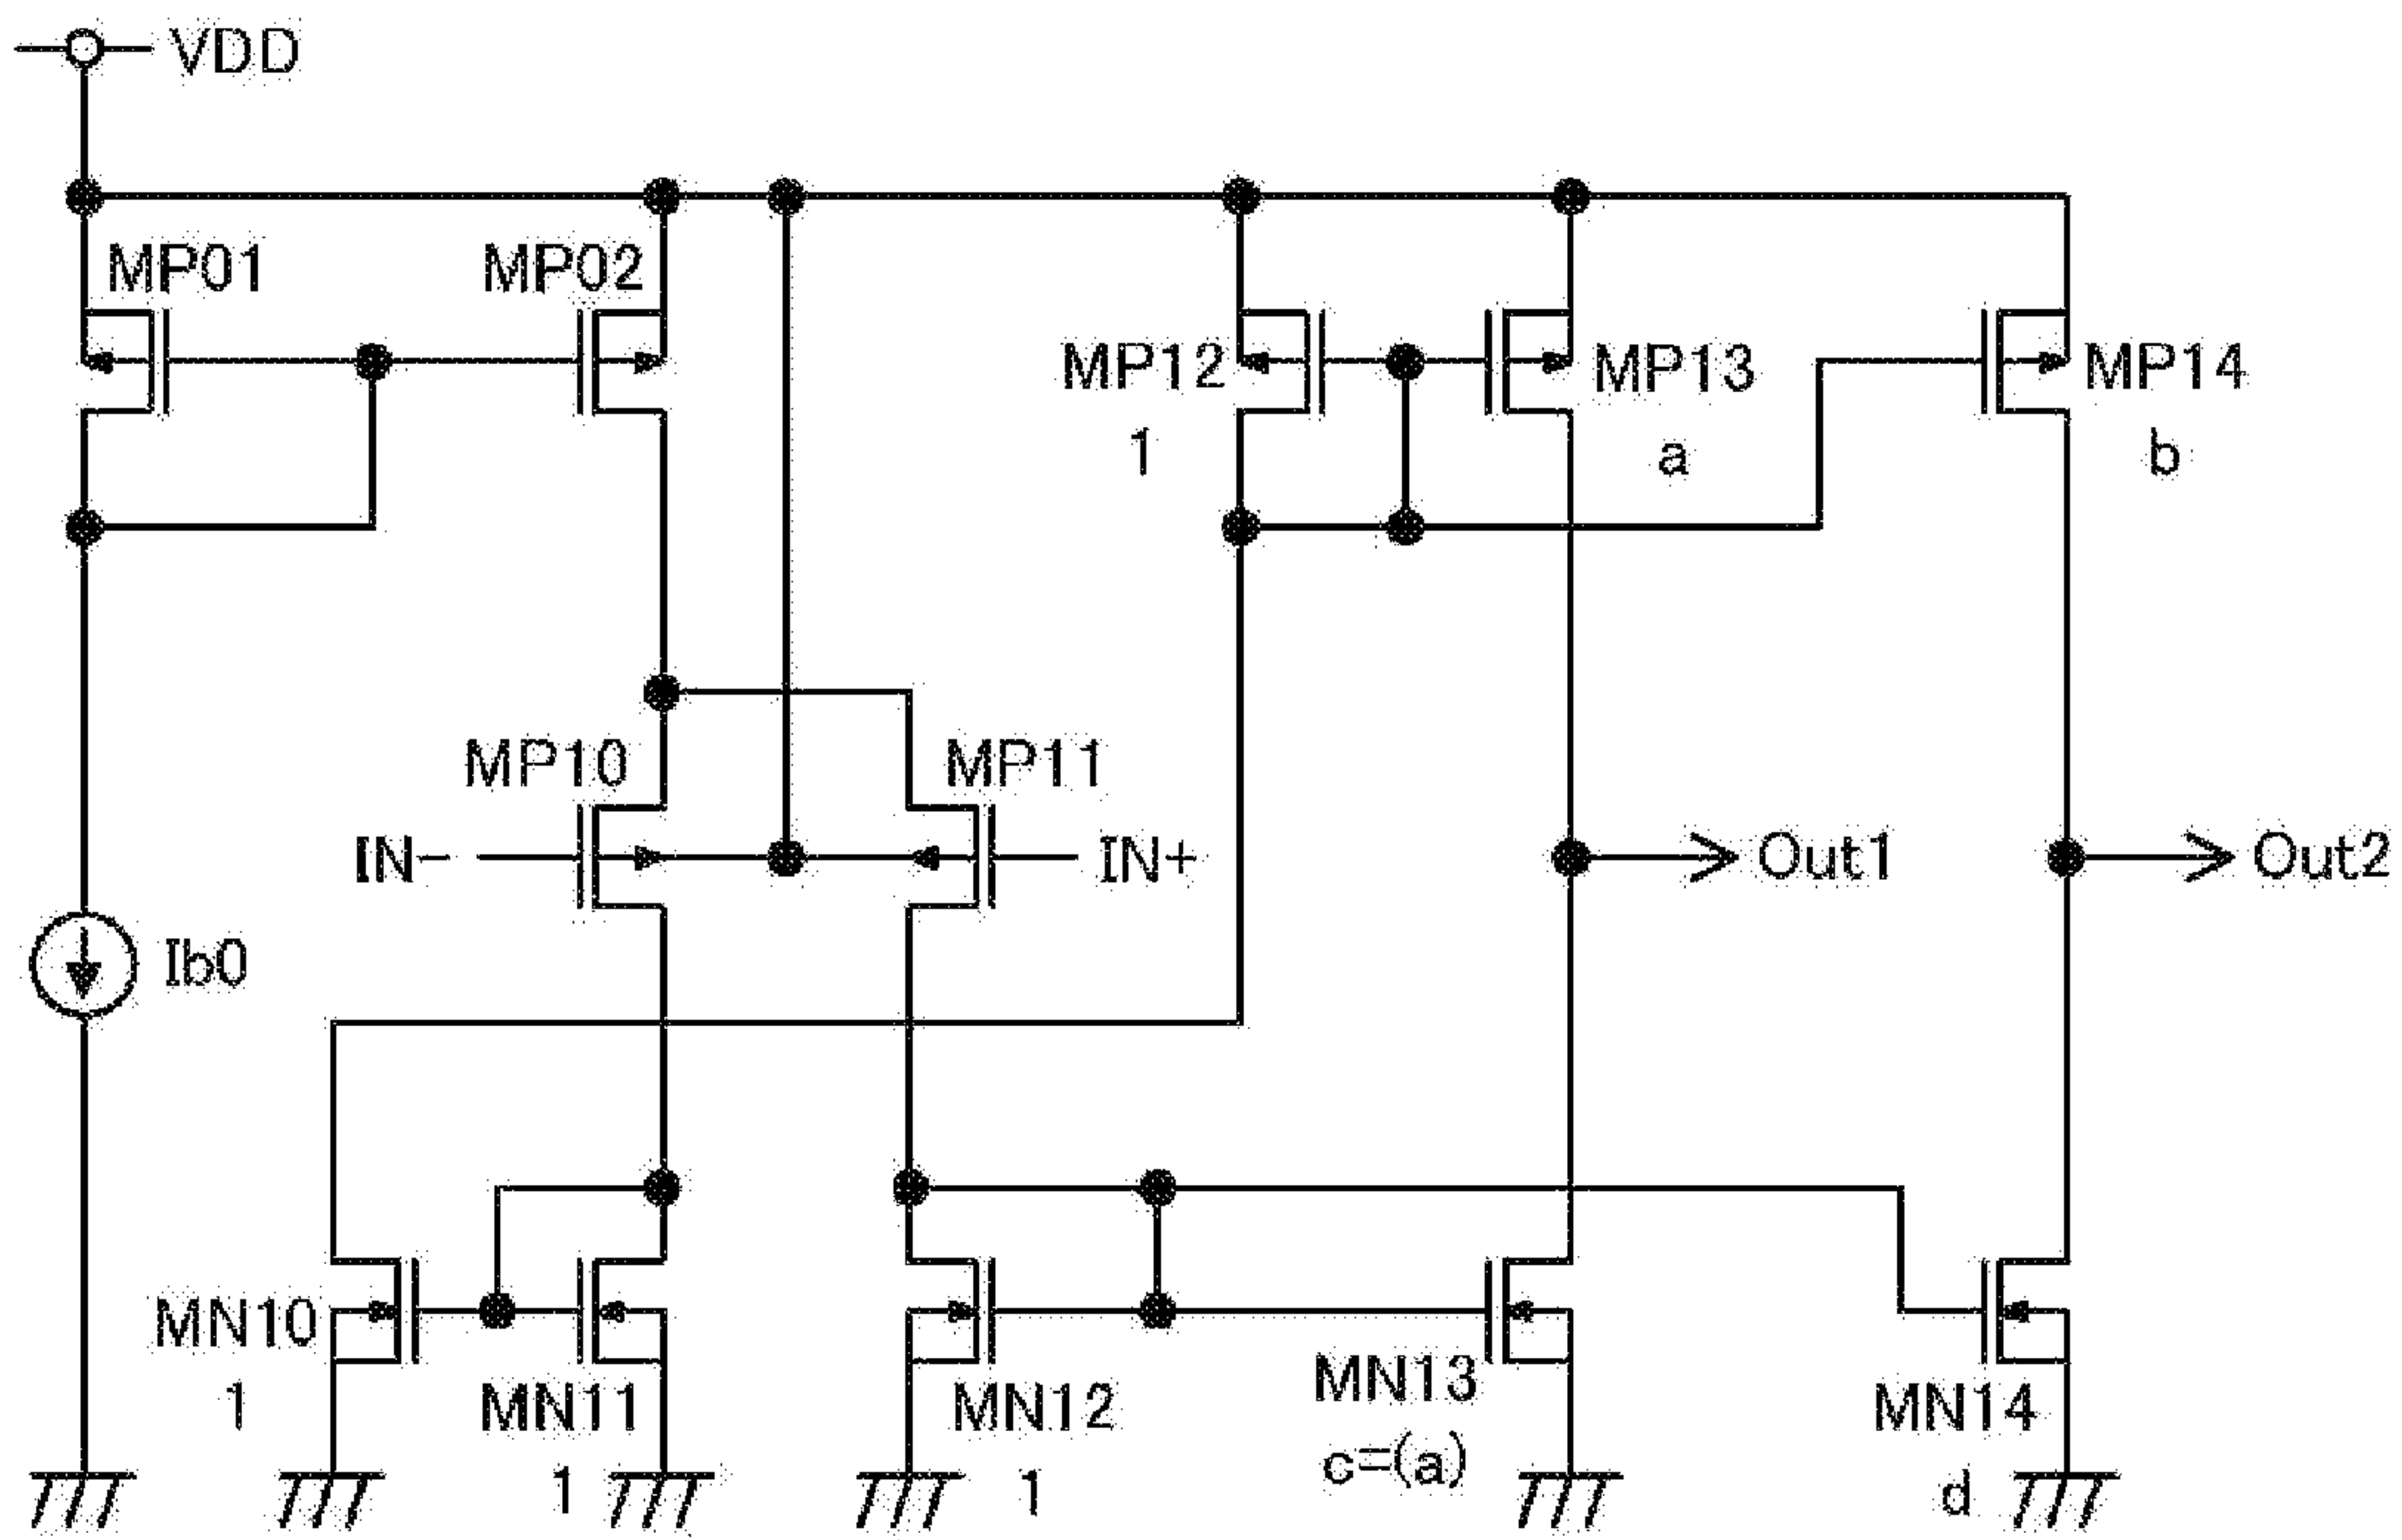 VDD
MP01
MP02
MP12
1
MP13
a
MP14
b
MP10
MP11
IN-
IN+
Out1
Out2
Ib0
MN10
1
MN11
1
MN12
1
MN13
c=(a)
MN14
d